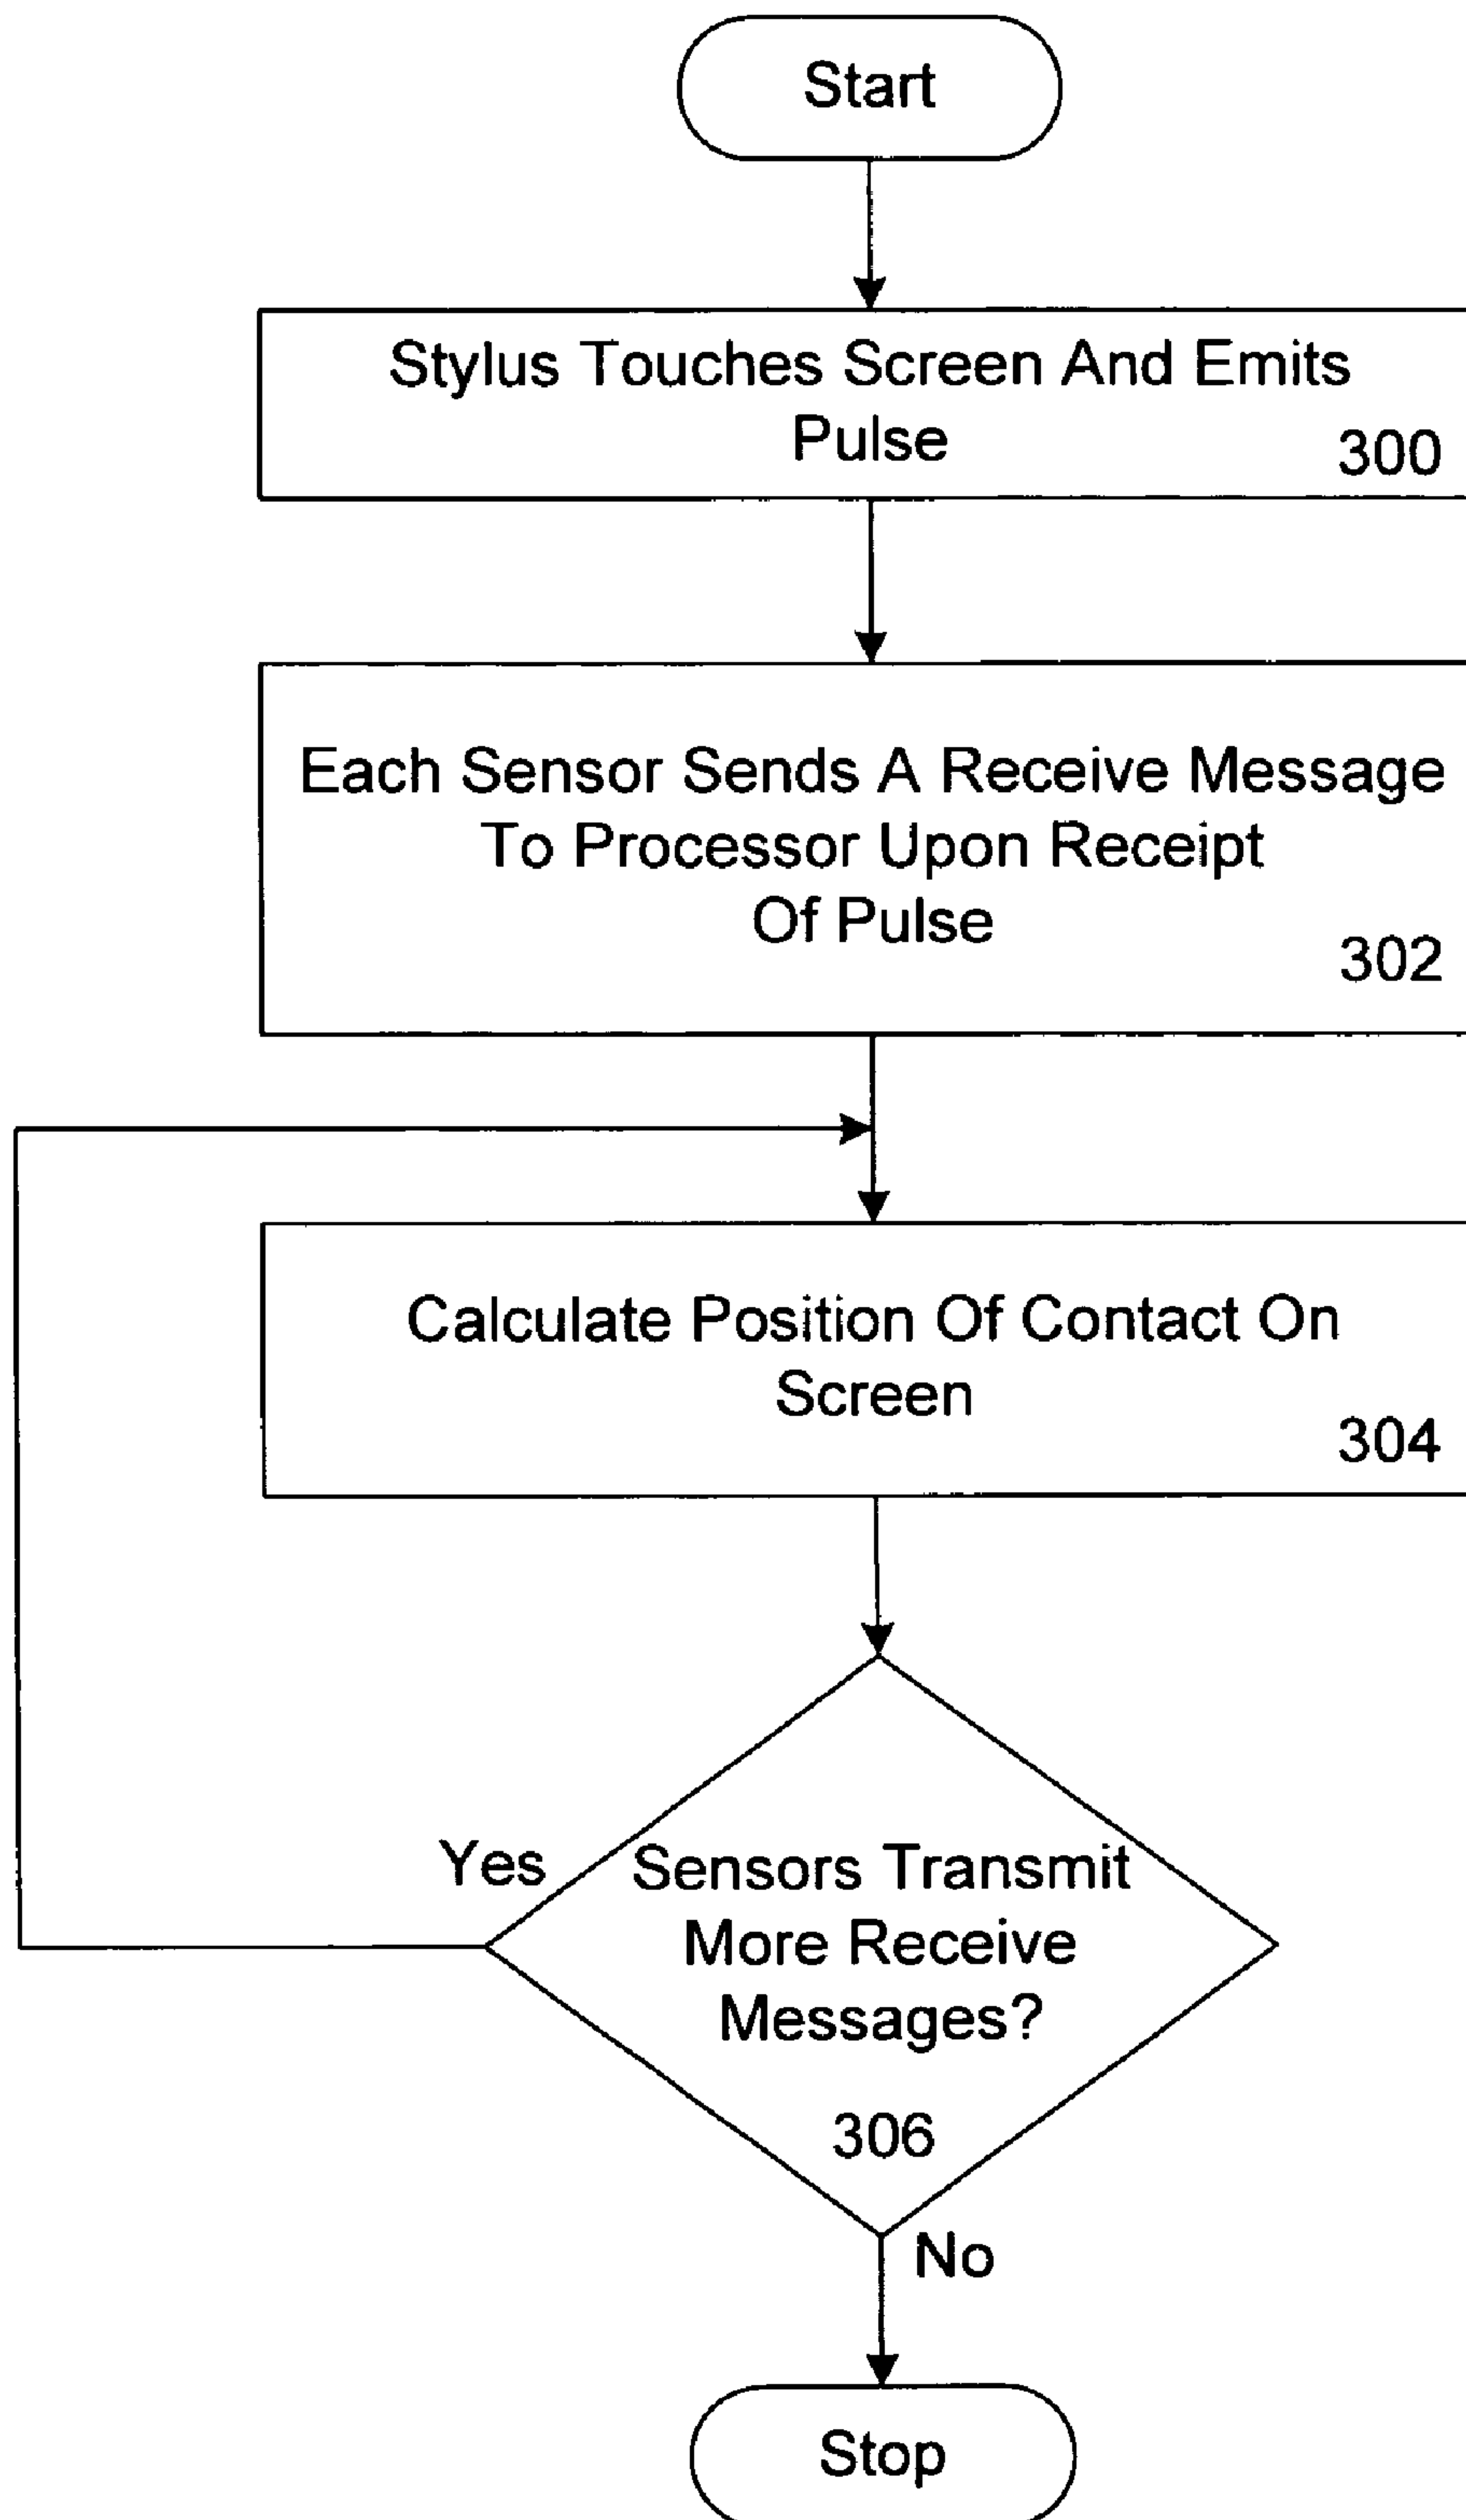 Start
Stylus Touches Screen And Emits
Pulse
300
Each Sensor Sends A Receive Message
To Processor Upon Receipt
Of Pulse
302
Calculate Position Of Contact On
Screen
304
Yes
Sensors Transmit
More Receive
Messages?
306
No
Stop